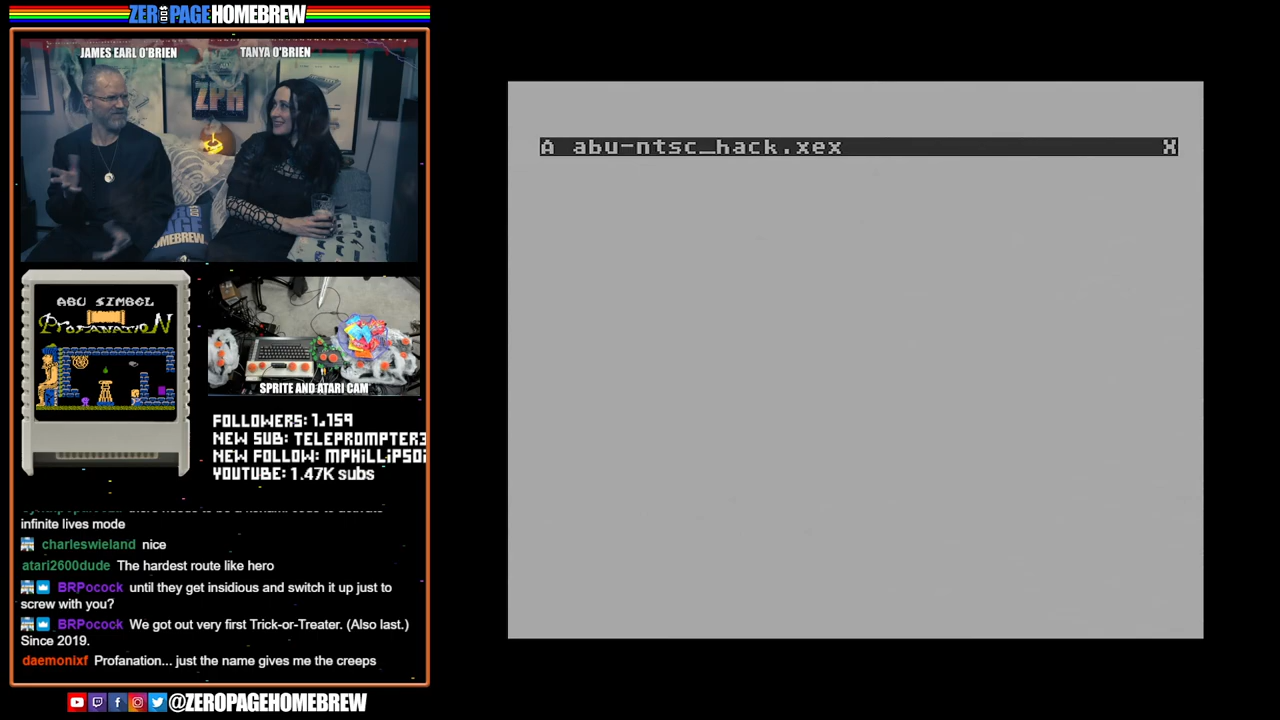 ZEROPAGE HOMEBREW
JAMES EARL O'BRIEN
TANYA O'BRIEN
ZPH
HOMEBREW
ABU SIMBEL
PROFANATION
SPRITE AND ATARI CAM
FOLLOWERS: 1,159
NEW SUB: TELEPROMPTER3
NEW FOLLOW: MPHILLIPSO
YOUTUBE: 1.47K subs
infinite lives mode
charleswieland nice
atari2600dude The hardest route like hero
BRPocock until they get insidious and switch it up just to
screw with you?
BRPocock We got out very first Trick-or-Treater. (Also last.)
Since 2019.
daemonixf Profanation... just the name gives me the creeps
@ZEROPAGEHOMEBREW
A abu-ntsc_hack.xex X